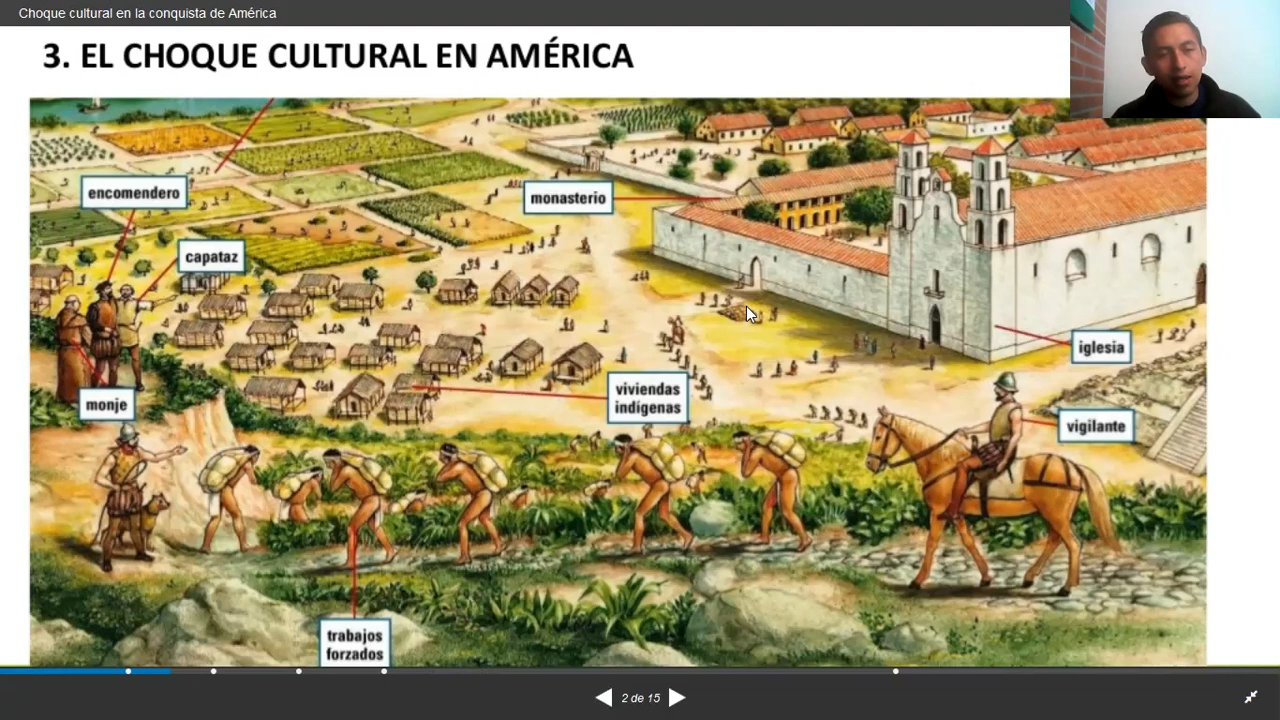 Choque cultural en la conquista de América
3. EL CHOQUE CULTURAL EN AMÉRICA
encomendero
monasterio
capataz
iglesia
viviendas
indígenas
monje
vigilante
trabajos
forzados
2 de 15